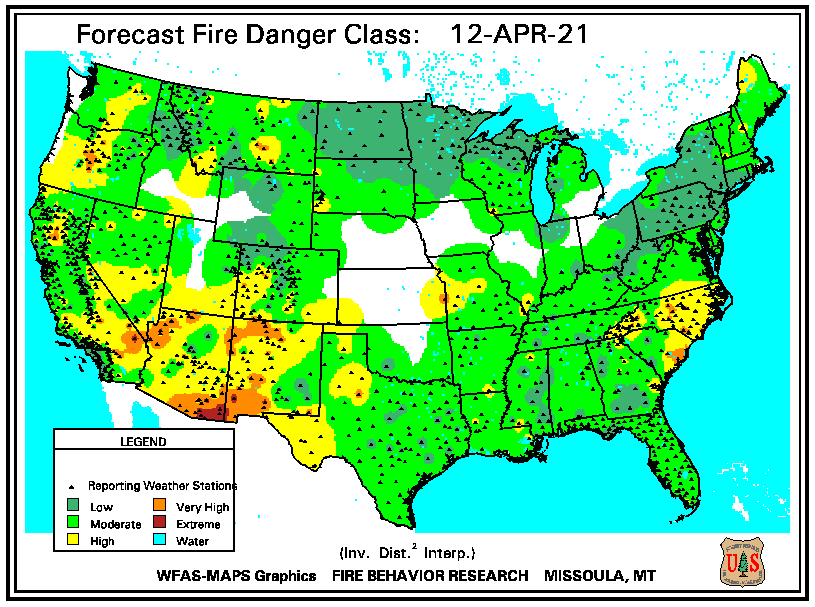 Forecast Fire Danger Class: 12-APR-21
LEGEND
Reporting Weather Stations
Low
Very High
Moderate
Extreme
High
Water
(Inv. Dist.² Interp.)
WFAS-MAPS Graphics FIRE BEHAVIOR RESEARCH MISSOULA, MT
U S